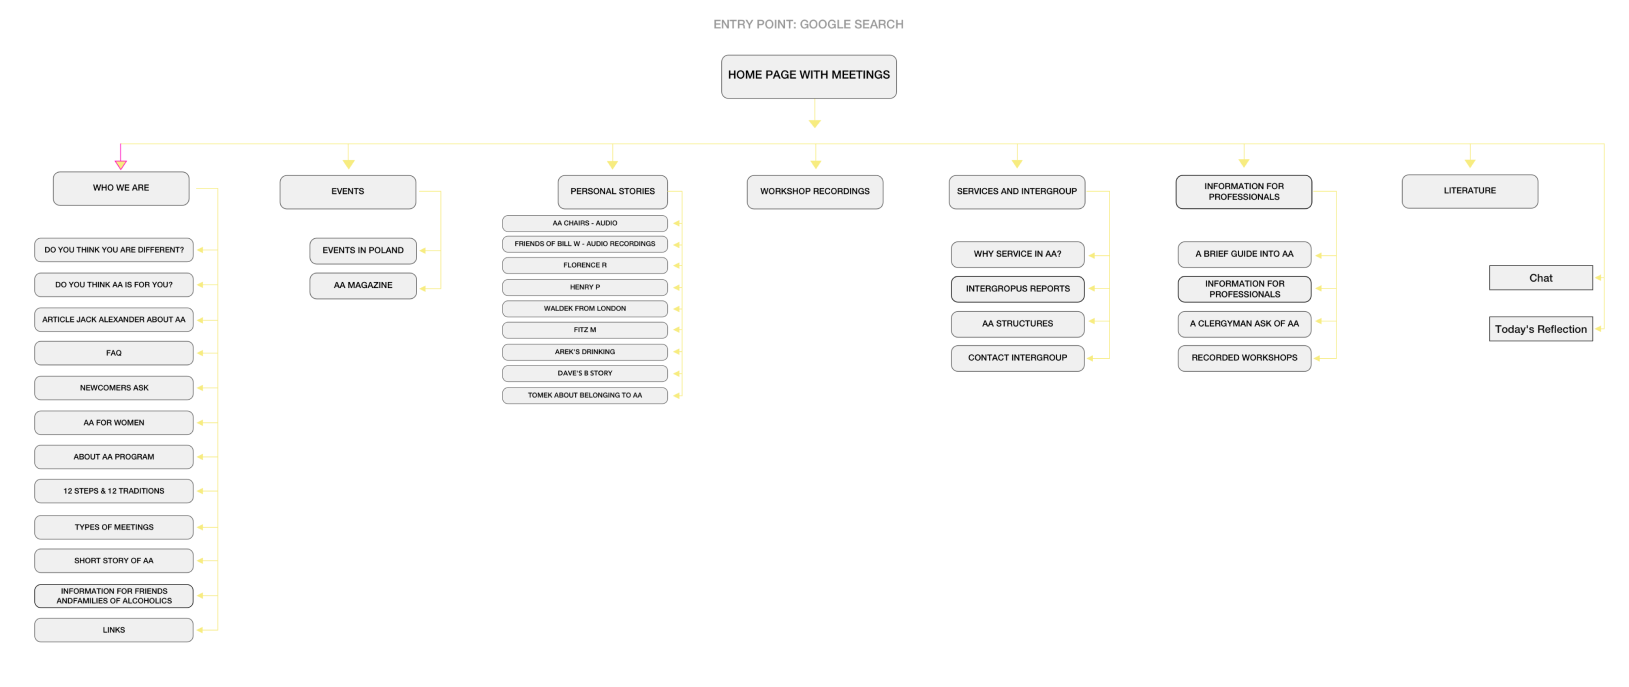 ENTRY POINT: GOOGLE SEARCH
HOME PAGE WITH MEETINGS
WHO WE ARE
DO YOU THINK YOU ARE DIFFERENT?
DO YOU THINK AA IS FOR YOU?
ARTICLE JACK ALEXANDER ABOUT AA
FAQ
NEWCOMERS ASK
AA FOR WOMEN
ABOUT AA PROGRAM
12 STEPS & 12 TRADITIONS
TYPES OF MEETINGS
SHORT STORY OF AA
INFORMATION FOR FRIENDS
ANDFAMILIES OF ALCOHOLICS
LINKS
EVENTS
EVENTS IN POLAND
AA MAGAZINE
PERSONAL STORIES
AA CHAIRS - AUDIO
FRIENDS OF BILL W - AUDIO RECORDINGS
FLORENCE R
HENRY P
WALDEK FROM LONDON
FITZ M
AREK'S DRINKING
DAVE'S B STORY
TOMEK ABOUT BELONGING TO AA
WORKSHOP RECORDINGS
SERVICES AND INTERGROUP
WHY SERVICE IN AA?
INTERGROPUS REPORTS
AA STRUCTURES
CONTACT INTERGROUP
INFORMATION FOR
PROFESSIONALS
A BRIEF GUIDE INTO AA
INFORMATION FOR
PROFESSIONALS
A CLERGYMAN ASK OF AA
RECORDED WORKSHOPS
LITERATURE
Chat
Today's Reflection